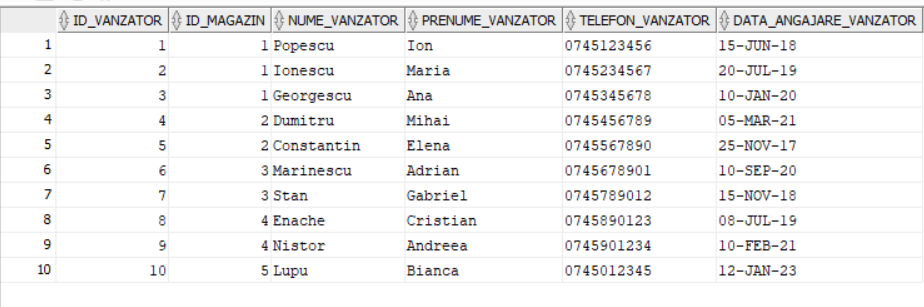 ID_VANZATOR ID_MAGAZIN NUME_VANZATOR PRENUME_VANZATOR TELEFON_VANZATOR DATA_ANGAJARE_VANZATOR
1 1 1 Popescu Ion 0745123456 15-JUN-18
2 2 1 Ionescu Maria 0745234567 20-JUL-19
3 3 1 Georgescu Ana 0745345678 10-JAN-20
4 4 2 Dumitru Mihai 0745456789 05-MAR-21
5 5 2 Constantin Elena 0745567890 25-NOV-17
6 6 3 Marinescu Adrian 0745678901 10-SEP-20
7 7 3 Stan Gabriel 0745789012 15-NOV-18
8 8 4 Enache Cristian 0745890123 08-JUL-19
9 9 4 Nistor Andreea 0745901234 10-FEB-21
10 10 5 Lupu Bianca 0745012345 12-JAN-23